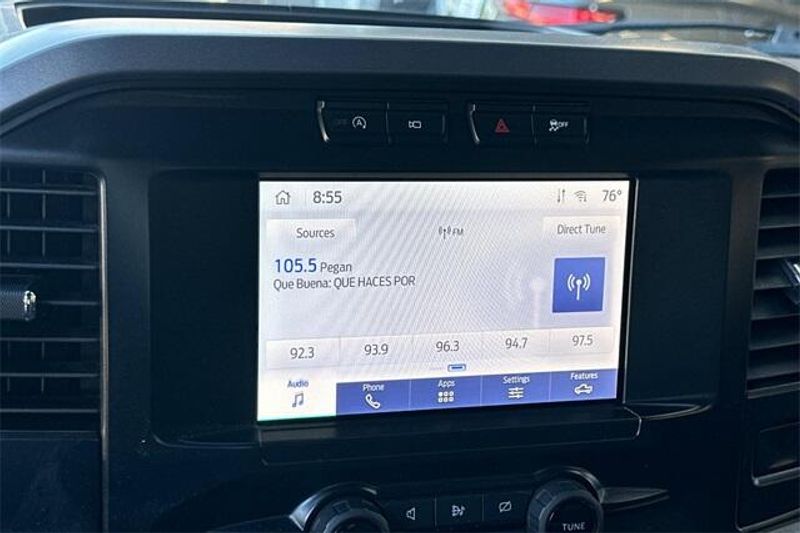 OFF A
OFF
8:55
76°
Sources
FM
Direct Tune
105.5 Pegan
Que Buena: QUE HACES POR
92.3 93.9 96.3 94.7 97.5
Audio Phone Apps Settings Features
TUNE